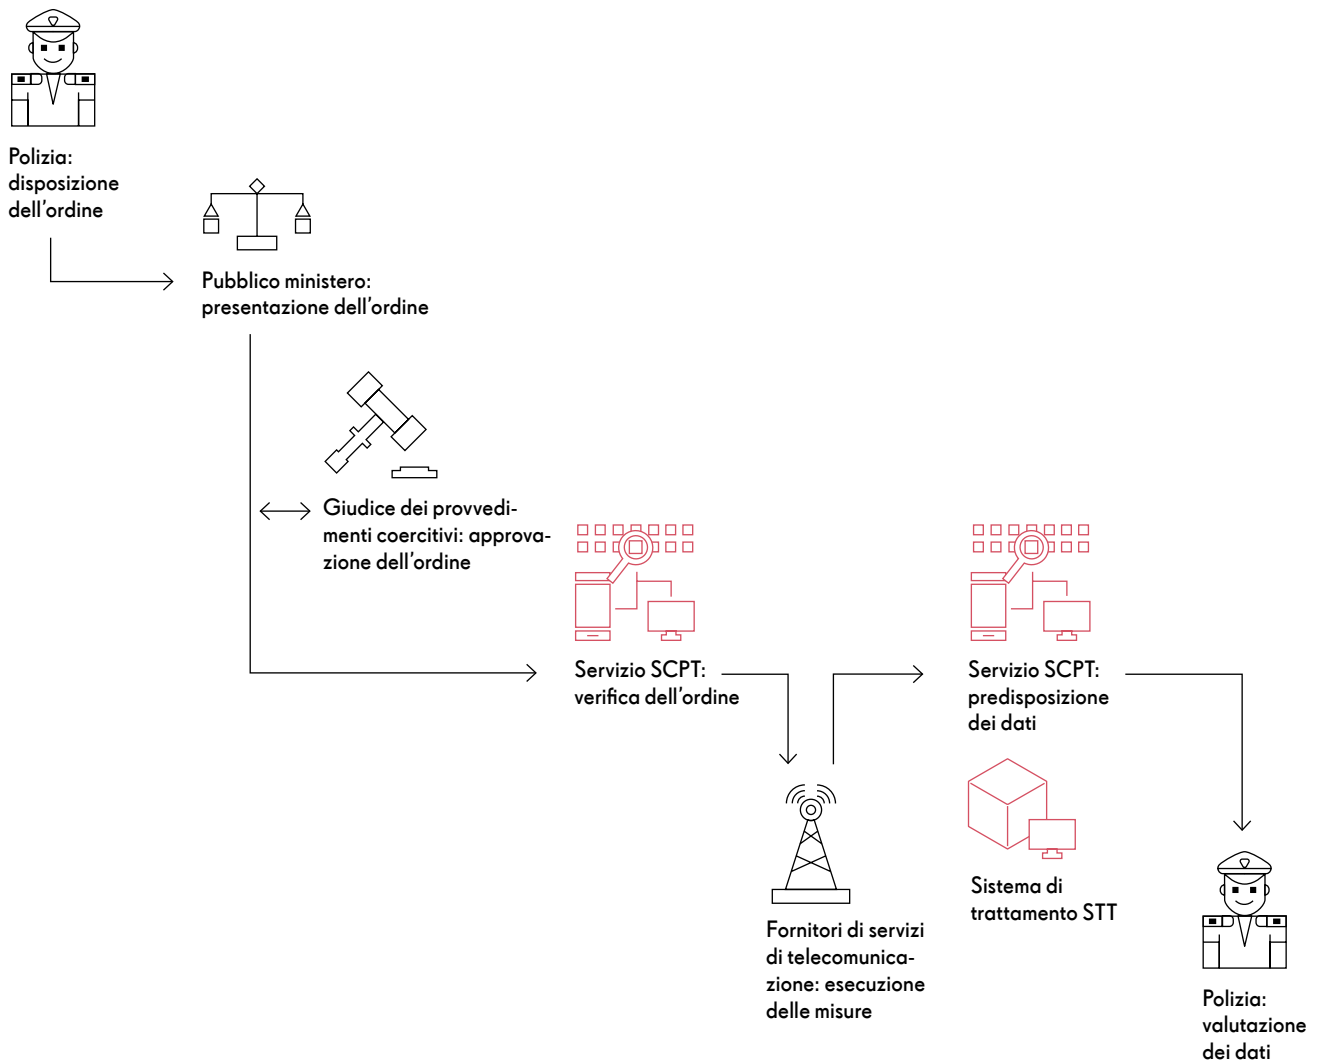 Polizia:
disposizione
dell’ordine
Pubblico ministero:
presentazione dell’ordine
Giudice dei provvedi-
menti coercitivi: approva-
zione dell’ordine
Servizio SCPT:
verifica dell’ordine
Fornitori di servizi
di telecomunica-
zione: esecuzione
delle misure
Servizio SCPT:
predisposizione
dei dati
Sistema di
trattamento STT
Polizia:
valutazione
dei dati